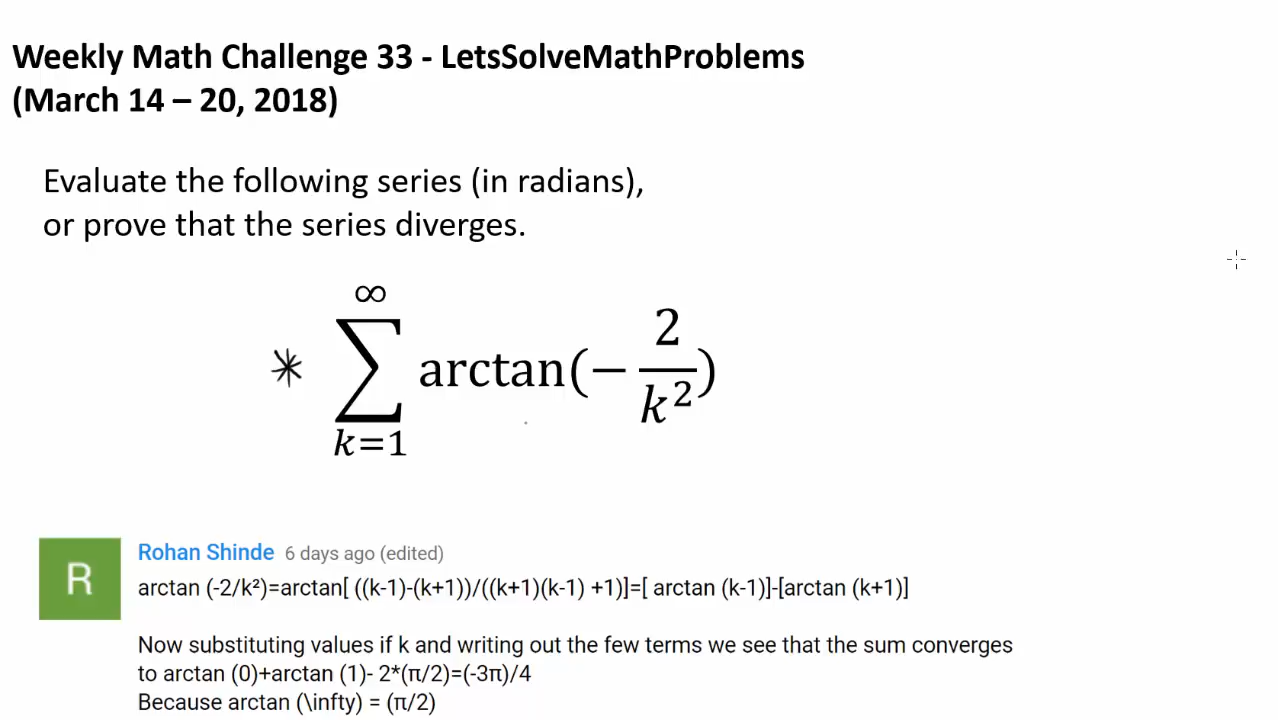 Weekly Math Challenge 33 - LetsSolveMathProblems
(March 14 – 20, 2018)
Evaluate the following series (in radians),
or prove that the series diverges.
* ∞ ∑ k=1 arctan(− 2/k²)
R
Rohan Shinde 6 days ago (edited)
arctan (-2/k²)=arctan[ ((k-1)-(k+1))/((k+1)(k-1) +1)]=[ arctan (k-1)]-[arctan (k+1)]
Now substituting values if k and writing out the few terms we see that the sum converges
to arctan (0)+arctan (1)- 2*(π/2)=(-3π)/4
Because arctan (\infty) = (π/2)